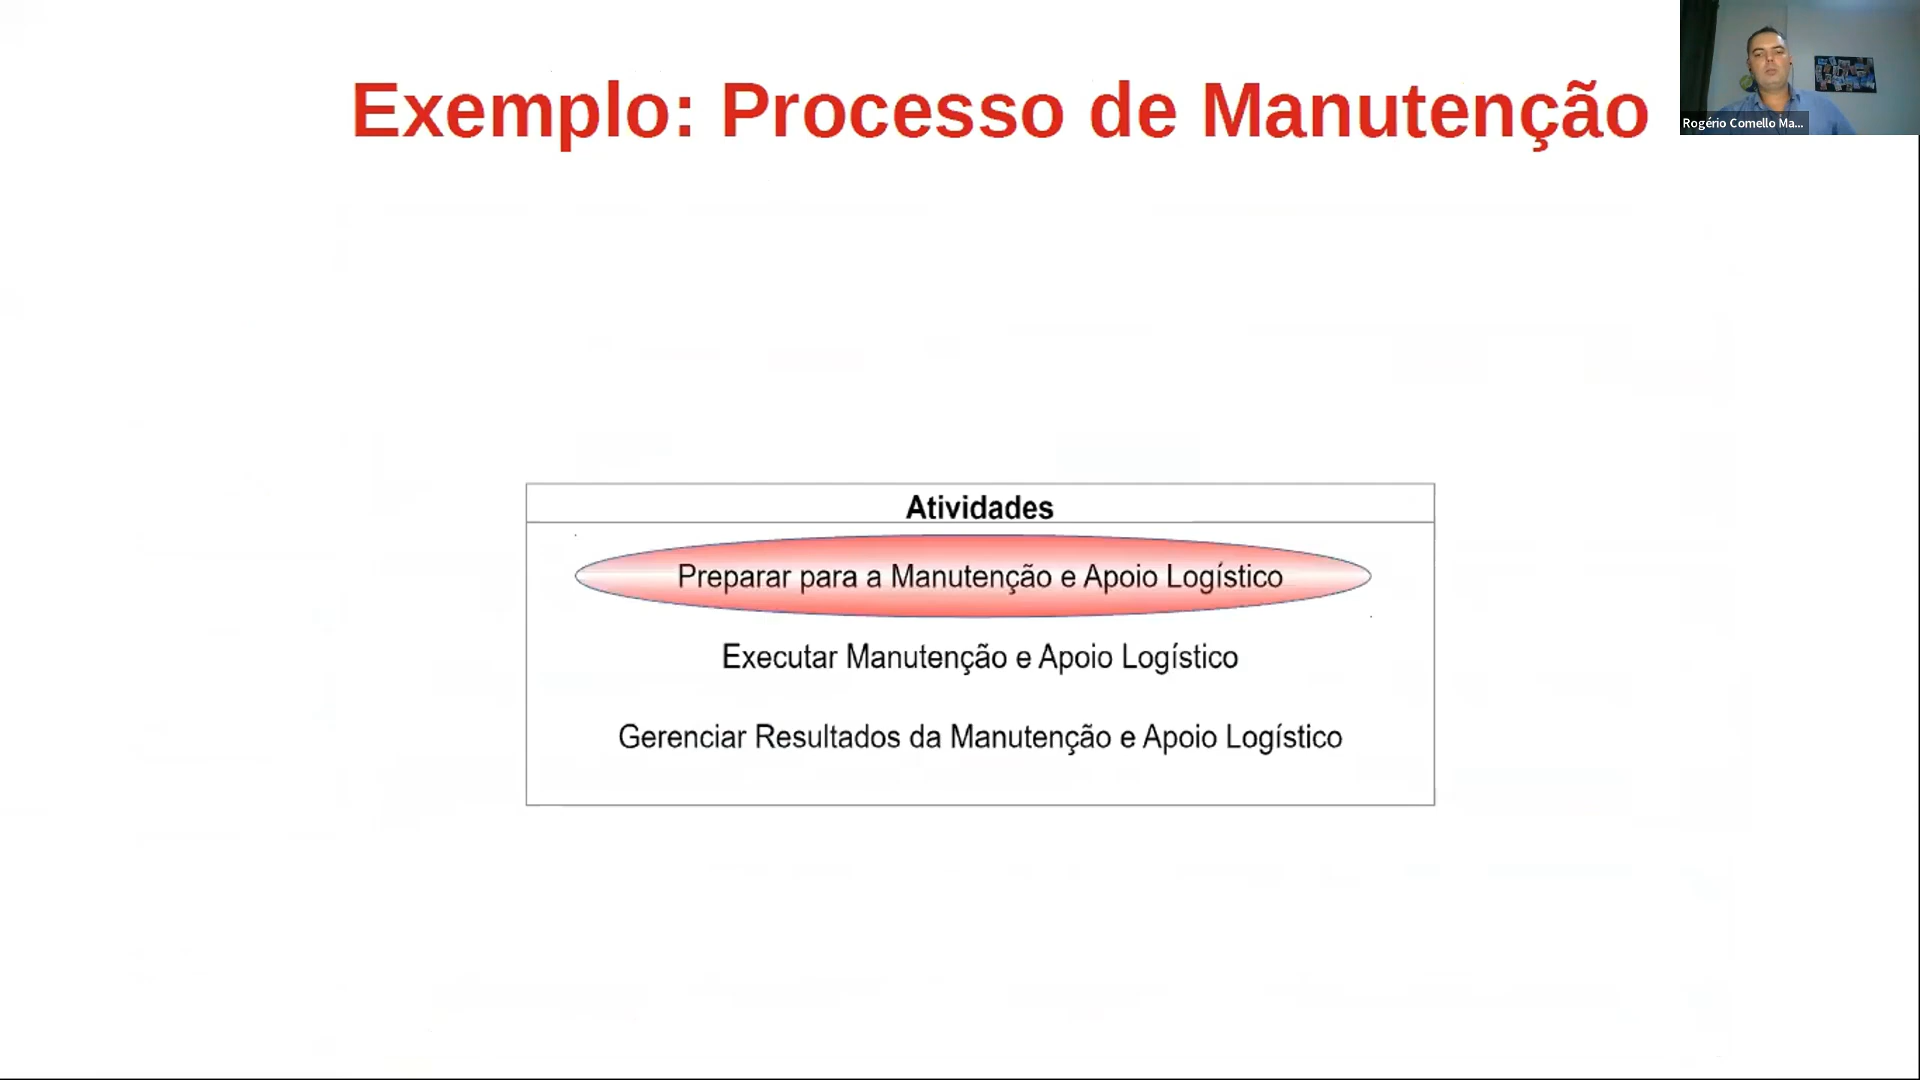 Exemplo: Processo de Manutenção
Rogério Comello Ma...
Atividades
Preparar para a Manutenção e Apoio Logístico
Executar Manutenção e Apoio Logístico
Gerenciar Resultados da Manutenção e Apoio Logístico